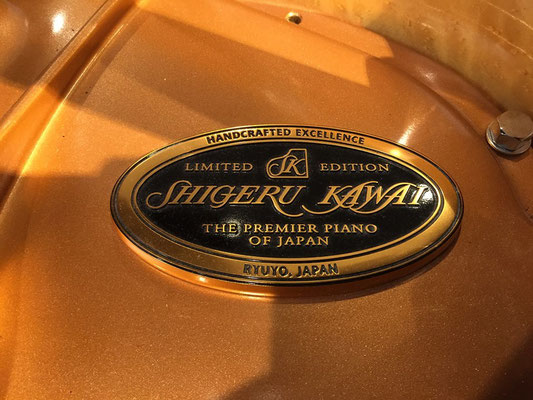 HANDCRAFTED EXCELLENCE
LIMITED SK EDITION
SHIGERU KAWAI
THE PREMIER PIANO
OF JAPAN
RYUYO, JAPAN